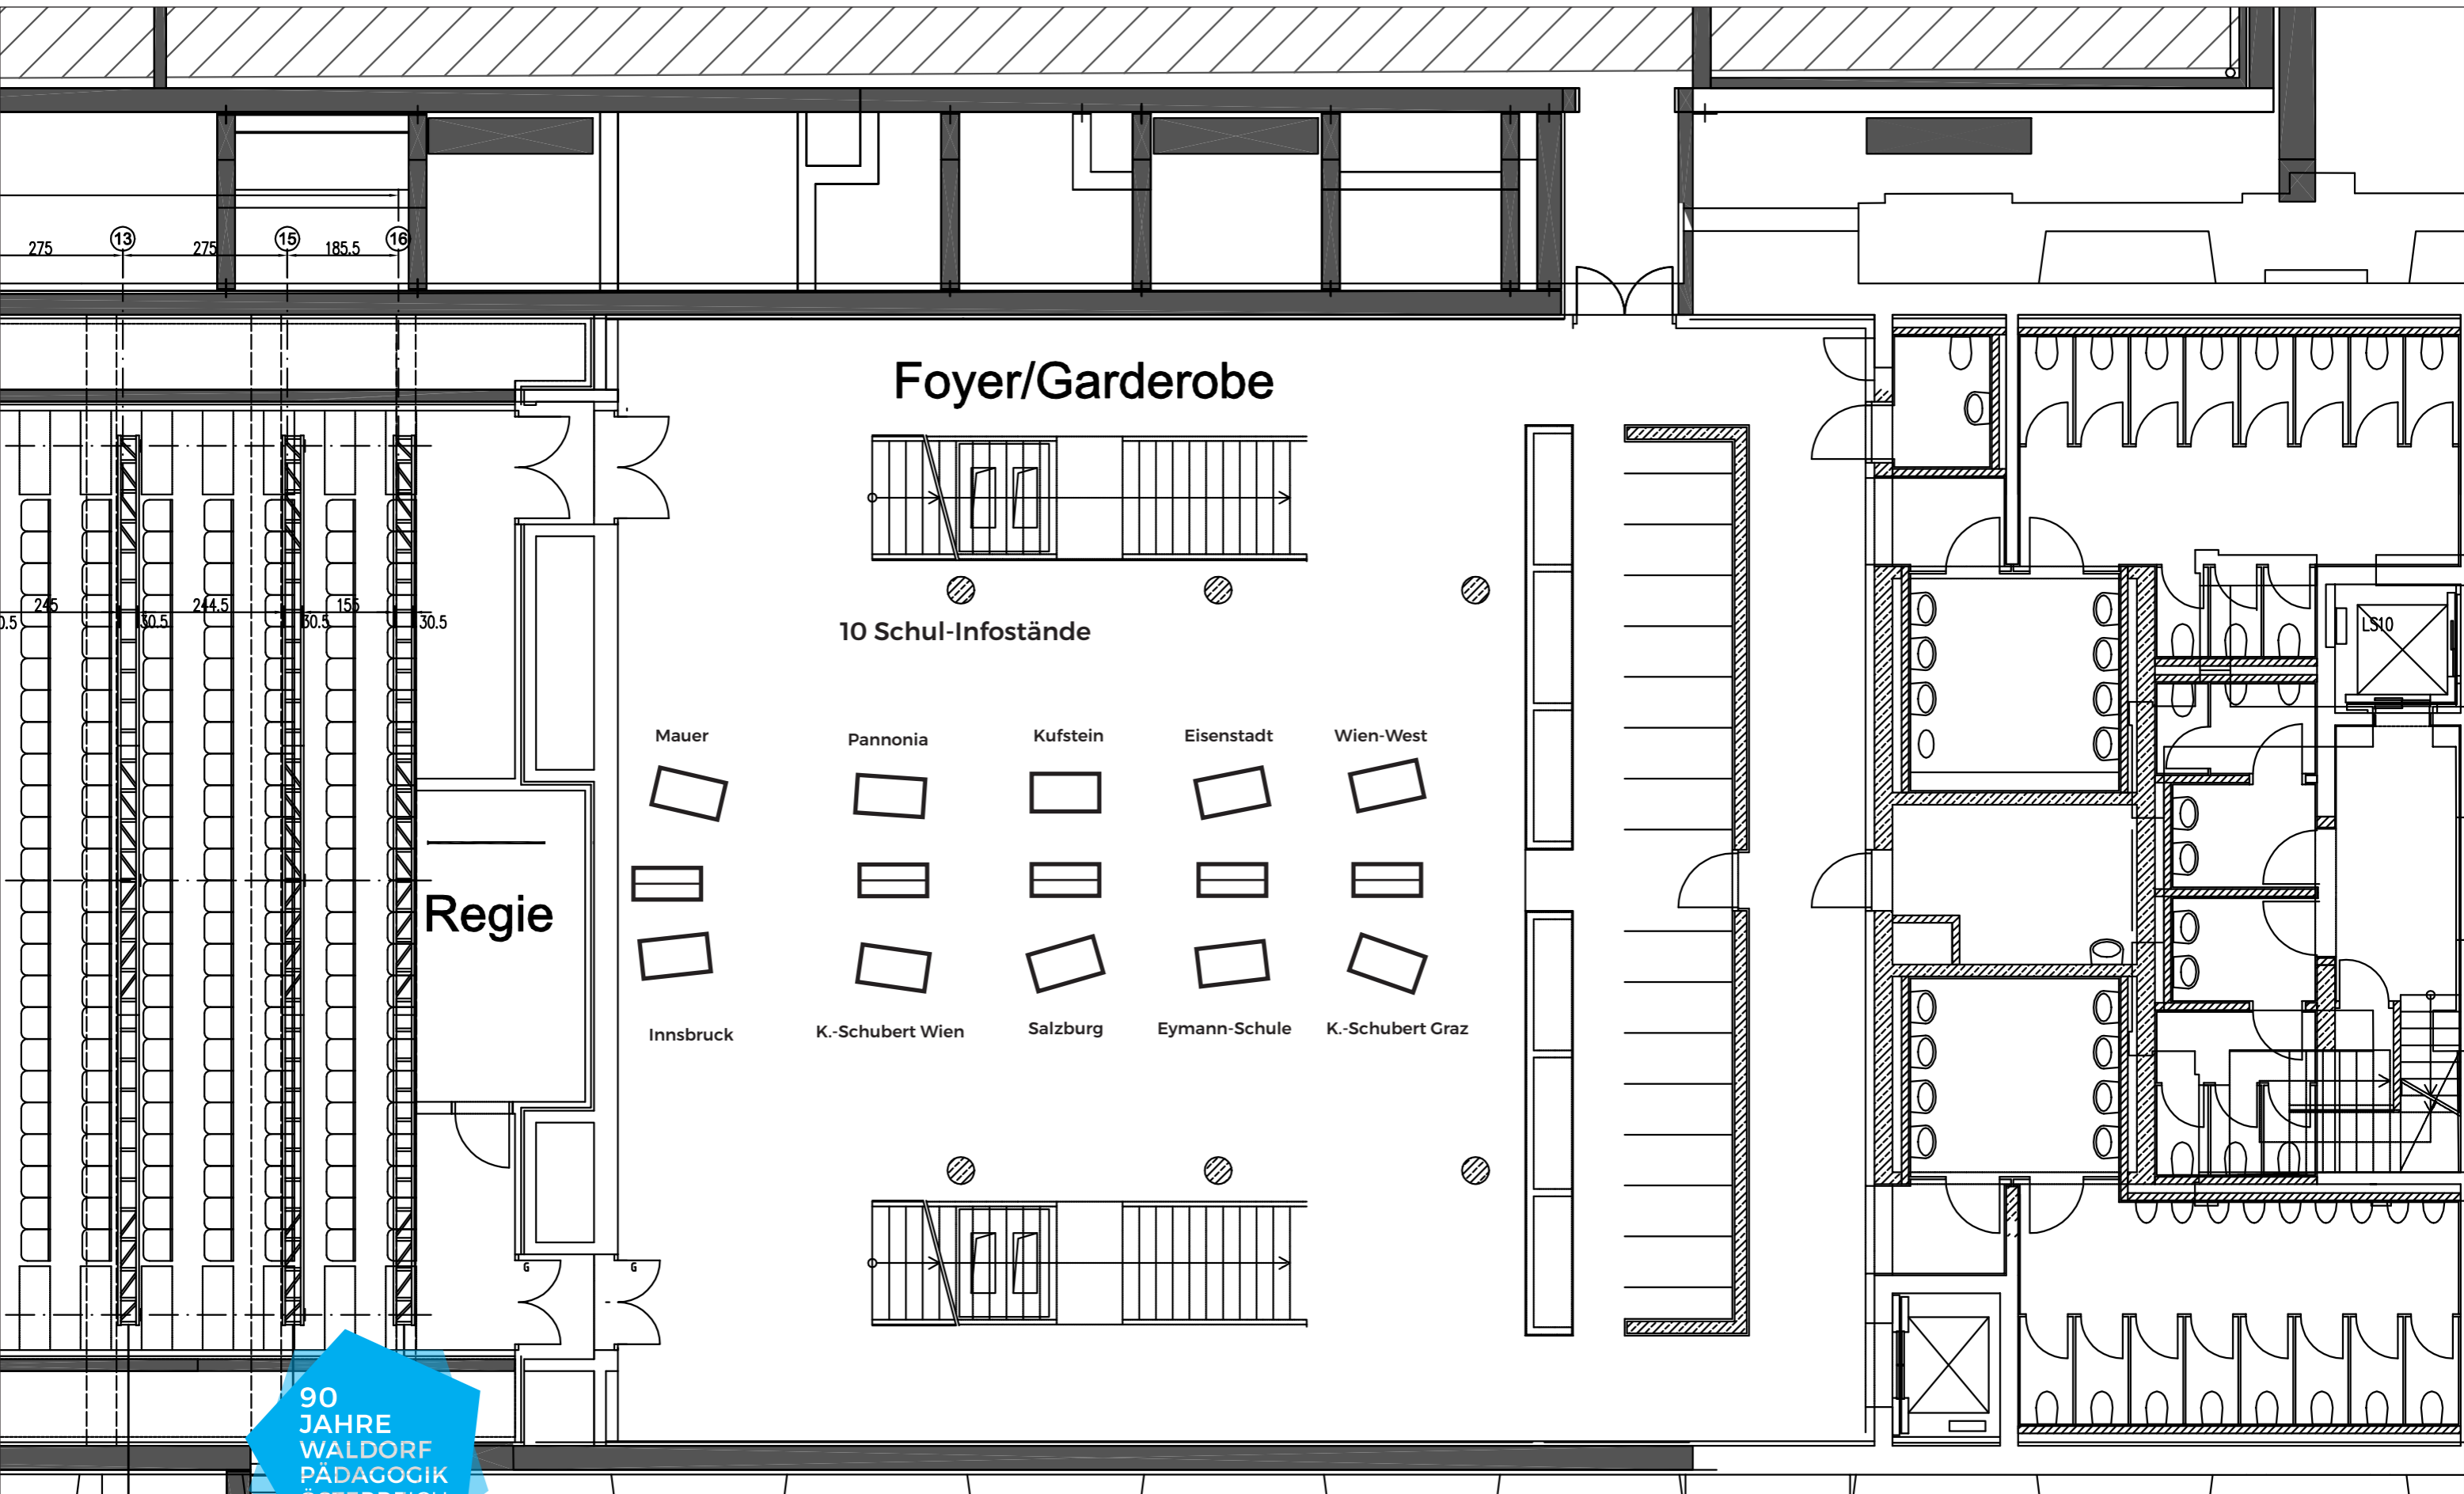 275
13
275
15
185.5
16
Foyer/Garderobe
245
30.5
244.5
30.5
155
30.5
10 Schul-Infostände
LS10
Mauer
Pannonia
Kufstein
Eisenstadt
Wien-West
Regie
Innsbruck
K.-Schubert Wien
Salzburg
Eymann-Schule
K.-Schubert Graz
G
G
90
JAHRE
WALDORF
PÄDAGOGIK